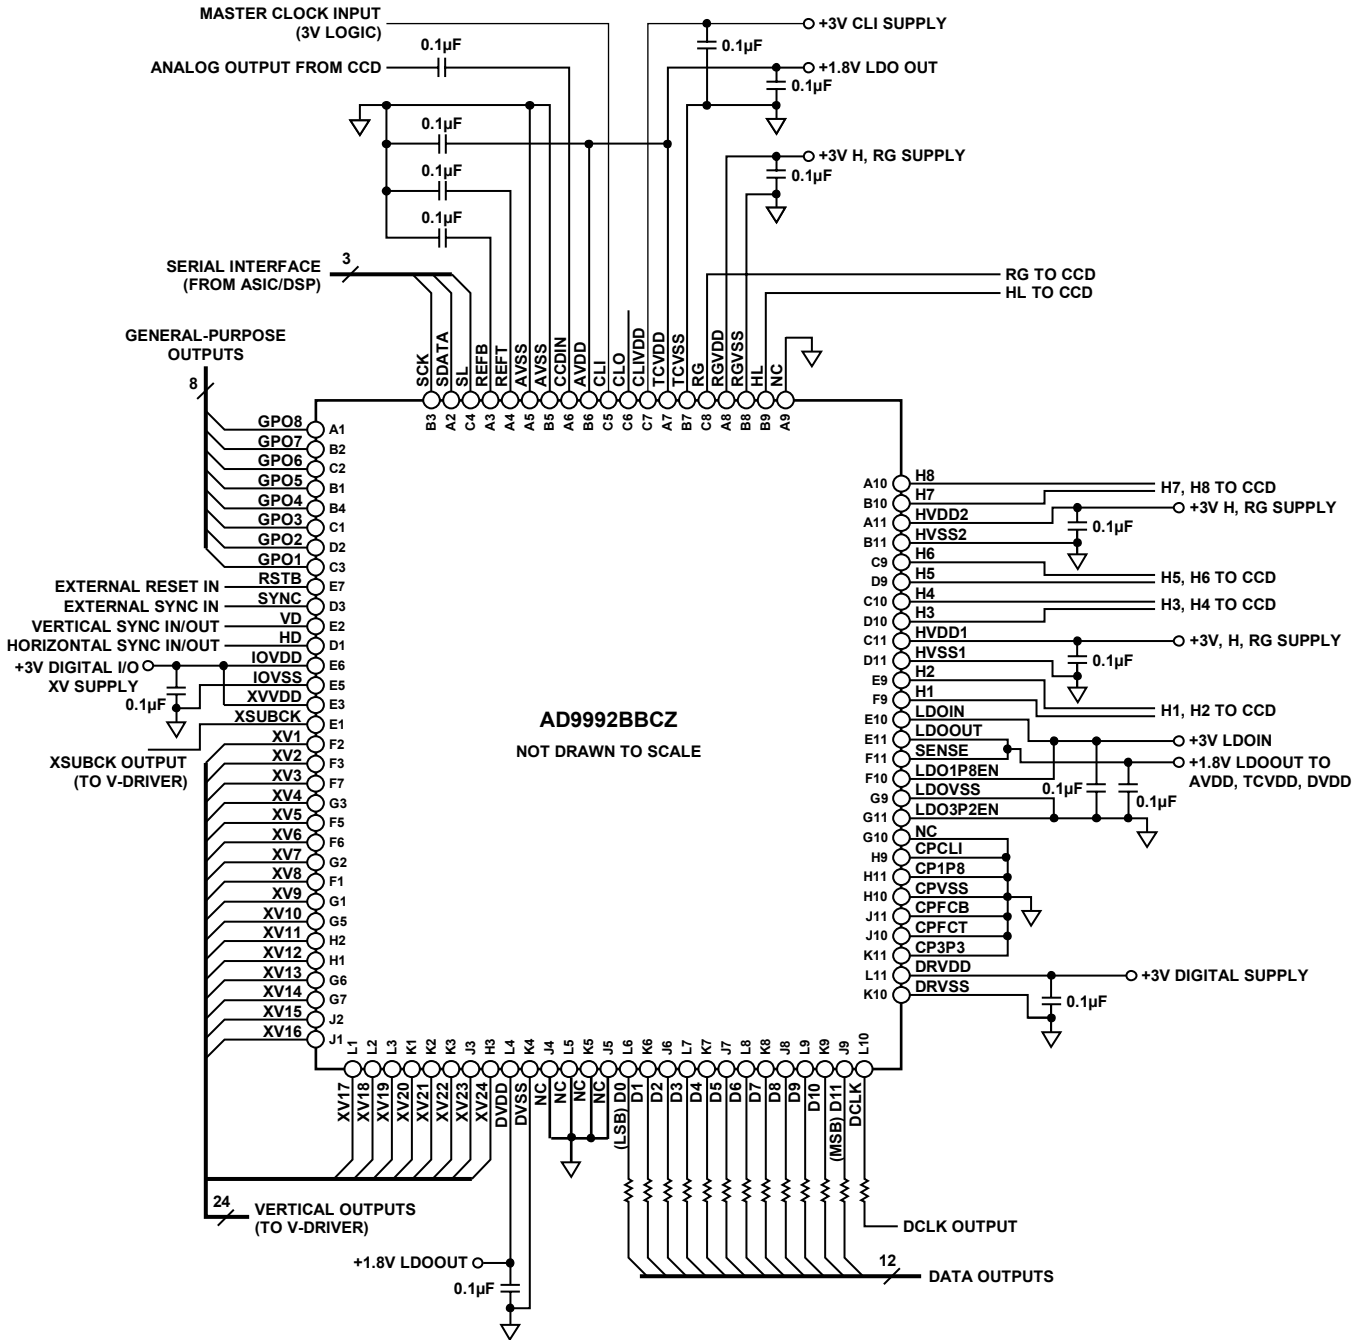 MASTER CLOCK INPUT
(3V LOGIC)
0.1µF
ANALOG OUTPUT FROM CCD
0.1µF
0.1µF
0.1µF
+3V CLI SUPPLY
0.1µF
+1.8V LDO OUT
0.1µF
+3V H, RG SUPPLY
0.1µF
3
SERIAL INTERFACE
(FROM ASIC/DSP)
RG TO CCD
HL TO CCD
GENERAL-PURPOSE
OUTPUTS
8
SCK
SDATA
SL
REFB
REFT
AVSS
AVSS
CCDIN
AVDD
CLI
CLO
CLIVDD
TCVDD
TCVSS
RG
RGVDD
RGVSS
HL
NC
B3
A2
C4
A3
A4
A5
B5
A6
B6
C5
C6
C7
A7
B7
C8
A8
B8
B9
A9
GPO8 A1
GPO7 B2
GPO6 C2
GPO5 B1
GPO4 B4
GPO3 C1
GPO2 D2
GPO1 C3
EXTERNAL RESET IN RSTB E7
EXTERNAL SYNC IN SYNC D3
VERTICAL SYNC IN/OUT VD E2
HORIZONTAL SYNC IN/OUT HD D1
+3V DIGITAL I/O
XV SUPPLY
0.1µF
IOVDD E6
IOVSS E5
XVVDD E3
XSUBCK E1
XSUBCK OUTPUT
(TO V-DRIVER)
XV1 F2
XV2 F3
XV3 F7
XV4 G3
XV5 F5
XV6 F6
XV7 G2
XV8 F1
XV9 G1
XV10 G5
XV11 H2
XV12 H1
XV13 G6
XV14 G7
XV15 J2
XV16 J1
AD9992BBCZ
NOT DRAWN TO SCALE
A10 H8
B10 H7
H7, H8 TO CCD
A11 HVDD2
B11 HVSS2
+3V H, RG SUPPLY
0.1µF
C9 H6
D9 H5
H5, H6 TO CCD
C10 H4
D10 H3
H3, H4 TO CCD
C11 HVDD1
D11 HVSS1
+3V, H, RG SUPPLY
0.1µF
E9 H2
F9 H1
H1, H2 TO CCD
E10 LDOIN
E11 LDOOUT
F11 SENSE
F10 LDO1P8EN
G9 LDOVSS
G11 LDO3P2EN
+3V LDOIN
+1.8V LDOOUT TO
AVDD, TCVDD, DVDD
0.1µF
0.1µF
G10 NC
H9 CPCLI
H11 CP1P8
H10 CPVSS
J11 CPFCB
J10 CPFCT
K11 CP3P3
L11 DRVDD
K10 DRVSS
+3V DIGITAL SUPPLY
0.1µF
L1
L2
L3
K1
K2
K3
J3
H3
L4
K4
J4
L5
K5
J5
L6
K6
J6
L7
K7
J7
L8
K8
J8
L9
K9
J9
L10
XV17
XV18
XV19
XV20
XV21
XV22
XV23
XV24
DVDD
DVSS
NC
NC
NC
NC
(LSB) D0
D1
D2
D3
D4
D5
D6
D7
D8
D9
D10
(MSB) D11
DCLK
24
VERTICAL OUTPUTS
(TO V-DRIVER)
DCLK OUTPUT
+1.8V LDOOUT
0.1µF
12
DATA OUTPUTS